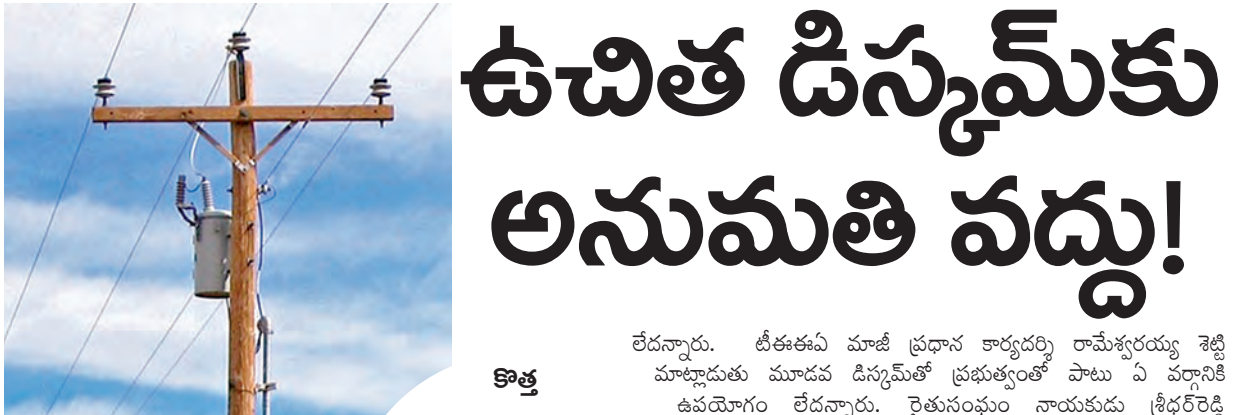 ఉచిత డిస్కమ్‌కు
అనుమతి వద్దు!
లేదన్నారు. టీఈఈఏ మాజీ ప్రధాన కార్యదర్శి రామేశ్వరయ్య శెట్టి
మాట్లాడుతు మూడవ డిస్కమ్‌తో ప్రభుత్వంతో పాటు ఏ వర్గానికి
ఉపయోగం లేదన్నారు. రైతుసంఘం నాయకుడు శ్రీధర్‌రెడ్డి
కొత్త